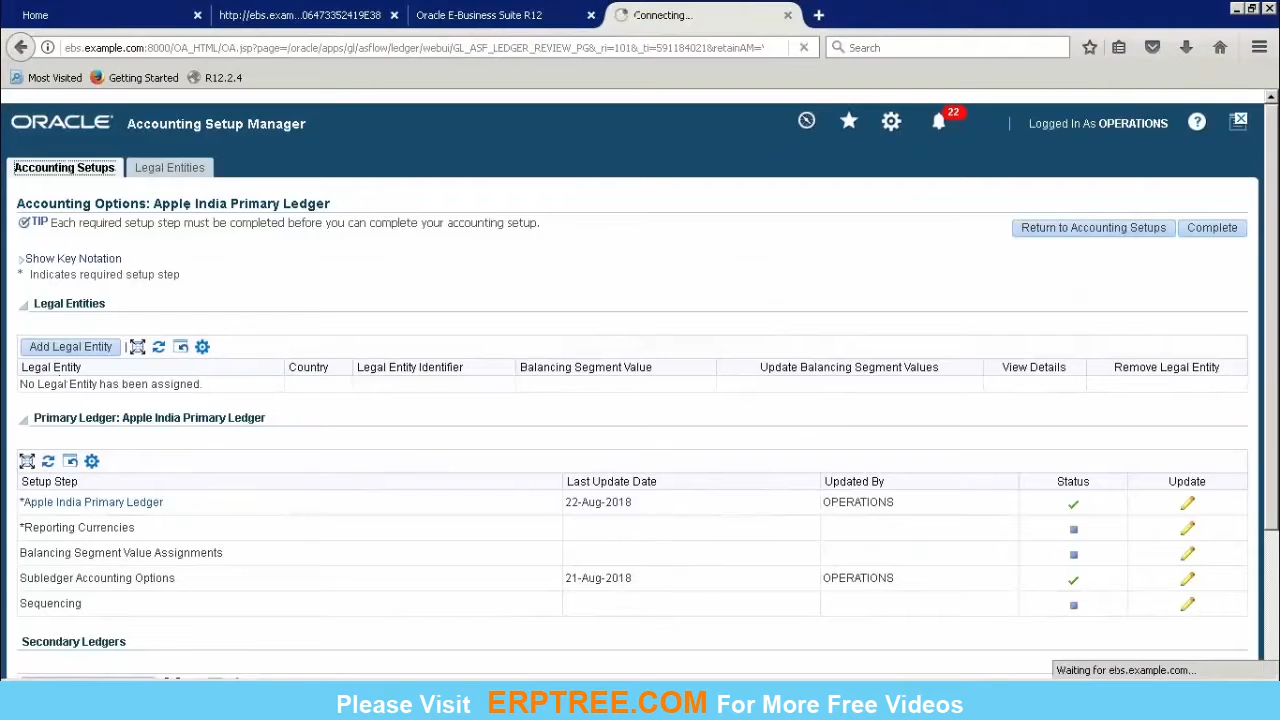 Home
http://ebs.exam...06473352419E38
Oracle E-Business Suite R12
Connecting...
ebs.example.com:8000/OA_HTML/OA.jsp?page=/oracle/apps/gl/asflow/ledger/webui/GL_ASF_LEDGER_REVIEW_PG&_ri=101&_ti=591184021&retainAM=
Search
Most Visited
Getting Started
R12.2.4
ORACLE Accounting Setup Manager
22
Logged In As OPERATIONS
Accounting Setups
Legal Entities
Accounting Options: Apple India Primary Ledger
TIP Each required setup step must be completed before you can complete your accounting setup.
Return to Accounting Setups
Complete
Show Key Notation
* Indicates required setup step
Legal Entities
Add Legal Entity
Legal Entity Country Legal Entity Identifier Balancing Segment Value Update Balancing Segment Values View Details Remove Legal Entity
No Legal Entity has been assigned.
Primary Ledger: Apple India Primary Ledger
Setup Step Last Update Date Updated By Status Update
*Apple India Primary Ledger 22-Aug-2018 OPERATIONS
*Reporting Currencies
Balancing Segment Value Assignments
Subledger Accounting Options 21-Aug-2018 OPERATIONS
Sequencing
Secondary Ledgers
Waiting for ebs.example.com...
Please Visit ERPTREE.COM For More Free Videos